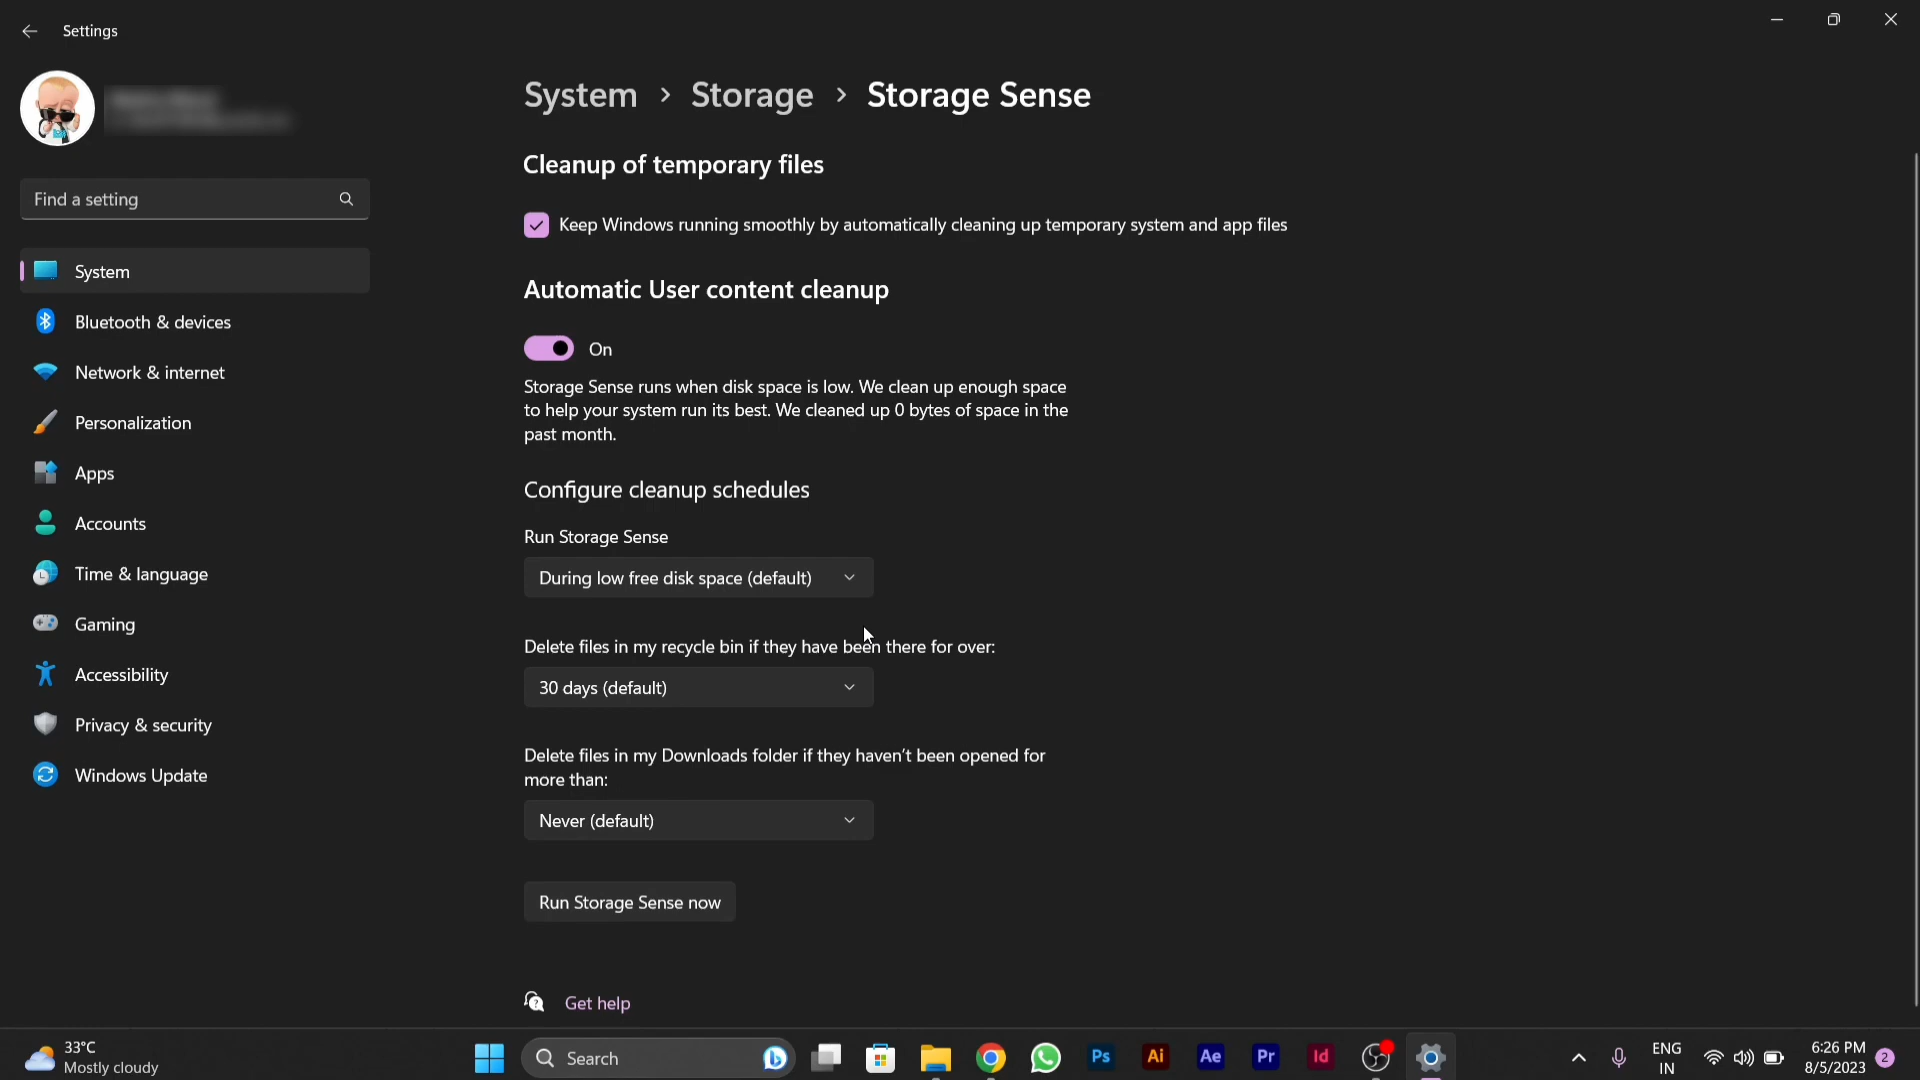 Settings
Find a setting
System
Bluetooth & devices
Network & internet
Personalization
Apps
Accounts
Time & language
Gaming
Accessibility
Privacy & security
Windows Update
System > Storage > Storage Sense
Cleanup of temporary files
Keep Windows running smoothly by automatically cleaning up temporary system and app files
Automatic User content cleanup
On
Storage Sense runs when disk space is low. We clean up enough space
to help your system run its best. We cleaned up 0 bytes of space in the
past month.
Configure cleanup schedules
Run Storage Sense
During low free disk space (default)
Delete files in my recycle bin if they have been there for over:
30 days (default)
Delete files in my Downloads folder if they haven't been opened for
more than:
Never (default)
Run Storage Sense now
Get help
33°C
Mostly cloudy
Search
Ps
Ai
Ae
Pr
Id
ENG
IN
6:26 PM
8/5/2023
2